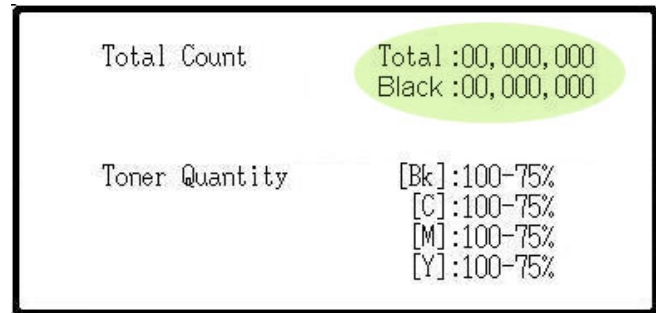 Total Count Total :00,000,000
Black :00,000,000
Toner Quantity [Bk]:100-75%
[C]:100-75%
[M]:100-75%
[Y]:100-75%